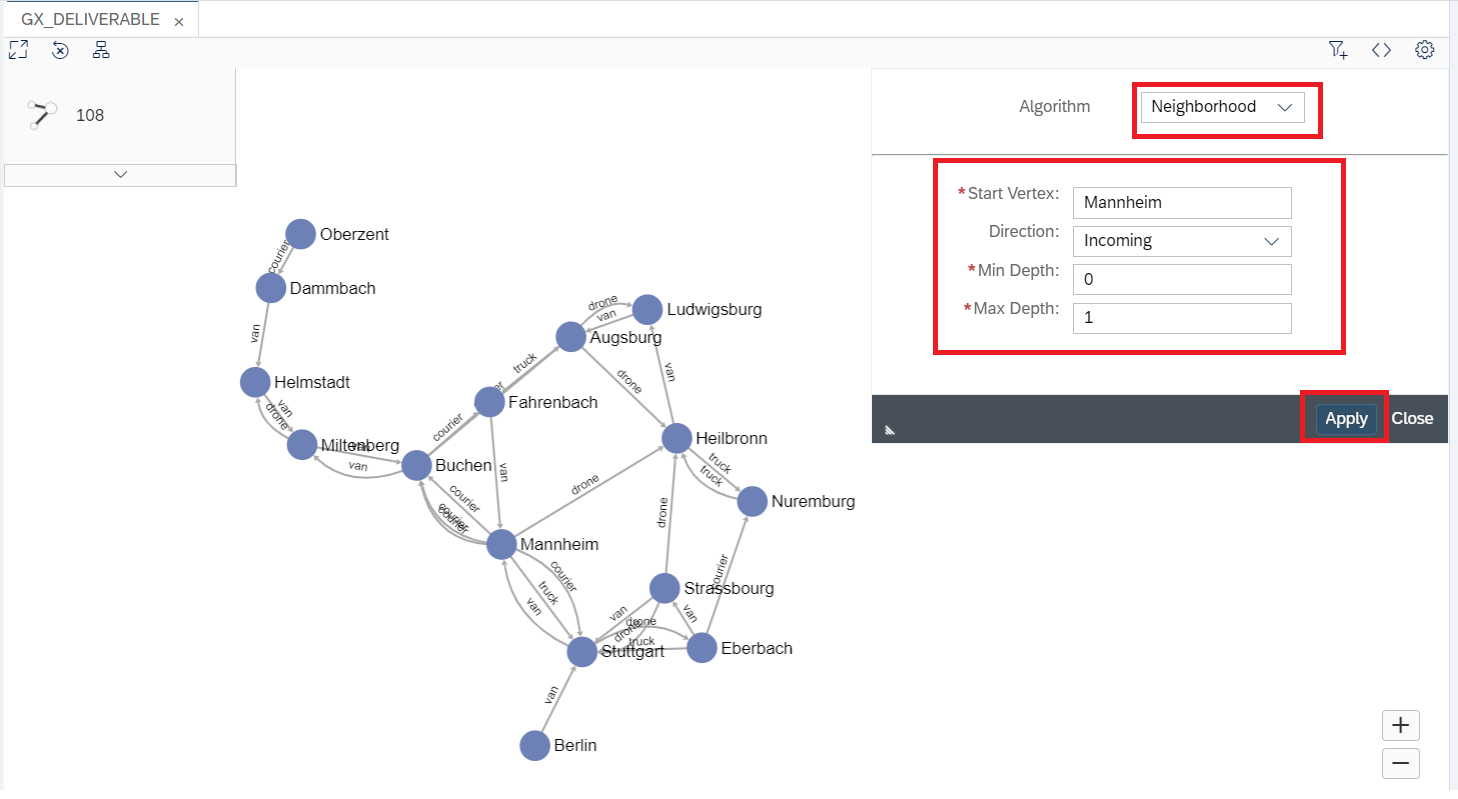 GX_DELIVERABLE ×
108
Algorithm Neighborhood
*Start Vertex: Mannheim
Direction: Incoming
*Min Depth: 0
*Max Depth: 1
Apply Close
Oberzent
courier
Dammbach
van
Helmstadt
van
drone
Miltenberg
van
van
Buchen
courier
Fahrenbach
truck
Augsburg
drone
van
Ludwigsburg
drone
van
Heilbronn
truck
truck
Nuremburg
van
drone
courier
courier
courier
Mannheim
drone
courier
truck
van
Strassbourg
courier
van
drone
van
drone
truck
Stuttgart
Eberbach
van
Berlin
+
−